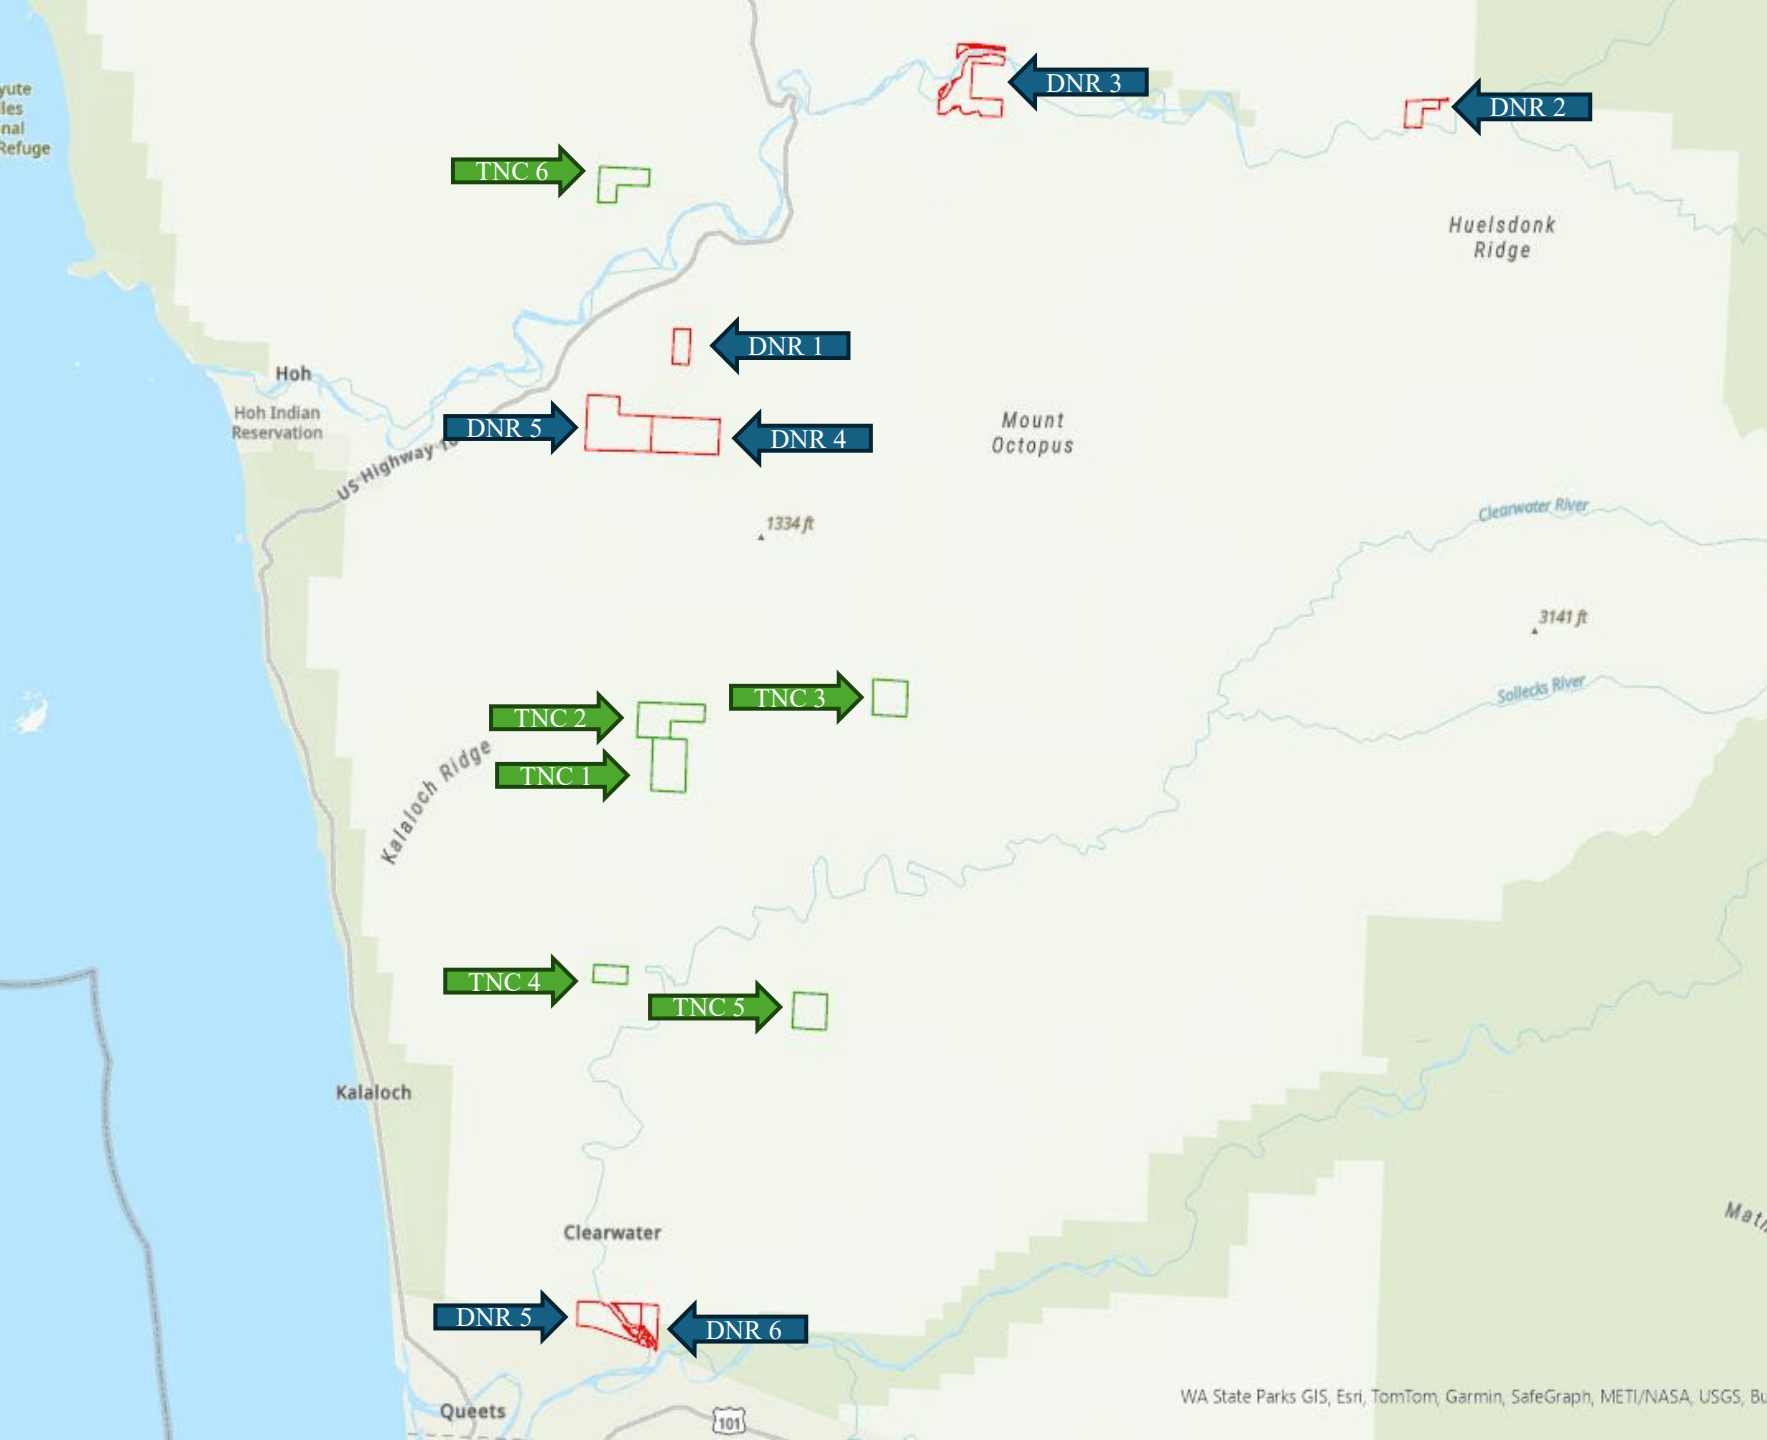 yute
les
nal
Refuge
DNR 3
DNR 2
TNC 6
Huelsdonk
Ridge
DNR 1
Hoh
Hoh Indian
Reservation
DNR 5
DNR 4
US Highway 10
Mount
Octopus
1334 ft
Clearwater River
3141 ft
Sollecks River
TNC 3
TNC 2
TNC 1
Kalaloch Ridge
TNC 4
TNC 5
Kalaloch
Clearwater
DNR 5
DNR 6
Queets
101
WA State Parks GIS, Esri, TomTom, Garmin, SafeGraph, METI/NASA, USGS, Bu